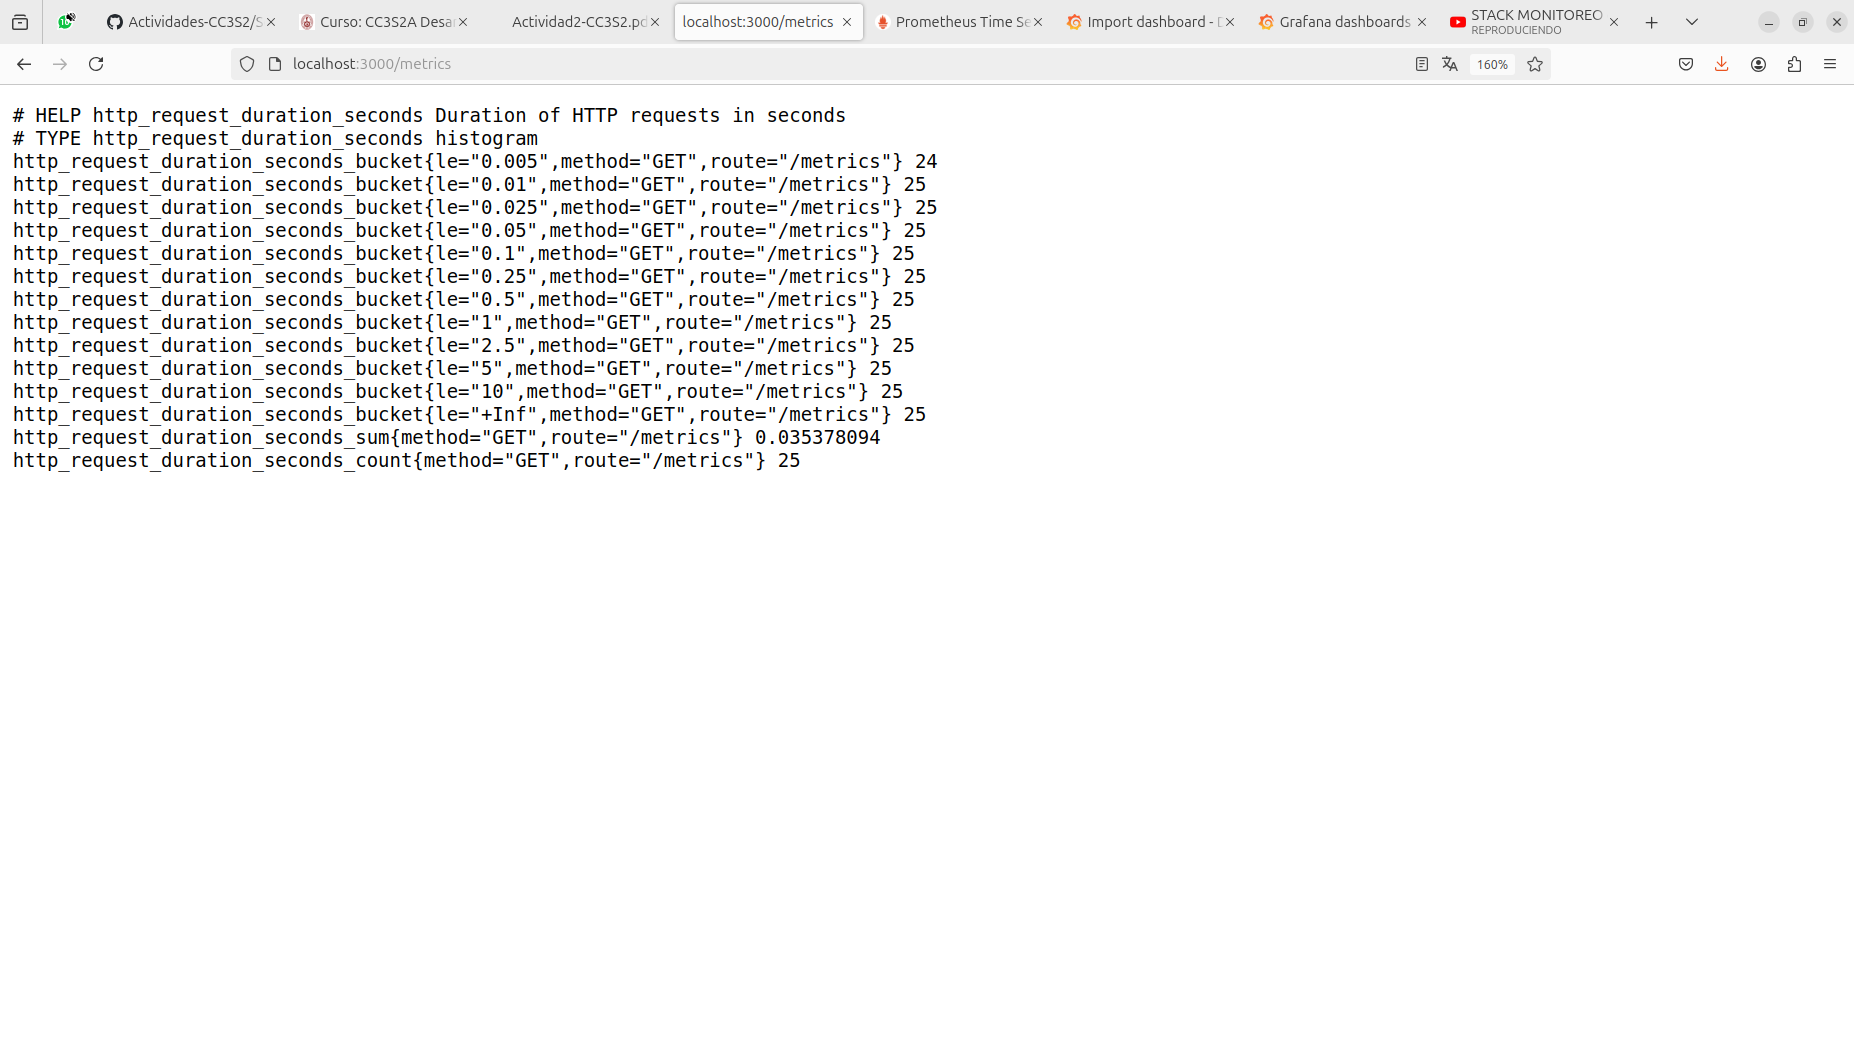 Actividades-CC3S2/S
Curso: CC3S2A Desar
Actividad2-CC3S2.pd
localhost:3000/metrics
Prometheus Time Se
Import dashboard - D
Grafana dashboards
STACK MONITOREO
REPRODUCIENDO
localhost:3000/metrics
160%
# HELP http_request_duration_seconds Duration of HTTP requests in seconds
# TYPE http_request_duration_seconds histogram
http_request_duration_seconds_bucket{le="0.005",method="GET",route="/metrics"} 24
http_request_duration_seconds_bucket{le="0.01",method="GET",route="/metrics"} 25
http_request_duration_seconds_bucket{le="0.025",method="GET",route="/metrics"} 25
http_request_duration_seconds_bucket{le="0.05",method="GET",route="/metrics"} 25
http_request_duration_seconds_bucket{le="0.1",method="GET",route="/metrics"} 25
http_request_duration_seconds_bucket{le="0.25",method="GET",route="/metrics"} 25
http_request_duration_seconds_bucket{le="0.5",method="GET",route="/metrics"} 25
http_request_duration_seconds_bucket{le="1",method="GET",route="/metrics"} 25
http_request_duration_seconds_bucket{le="2.5",method="GET",route="/metrics"} 25
http_request_duration_seconds_bucket{le="5",method="GET",route="/metrics"} 25
http_request_duration_seconds_bucket{le="10",method="GET",route="/metrics"} 25
http_request_duration_seconds_bucket{le="+Inf",method="GET",route="/metrics"} 25
http_request_duration_seconds_sum{method="GET",route="/metrics"} 0.035378094
http_request_duration_seconds_count{method="GET",route="/metrics"} 25